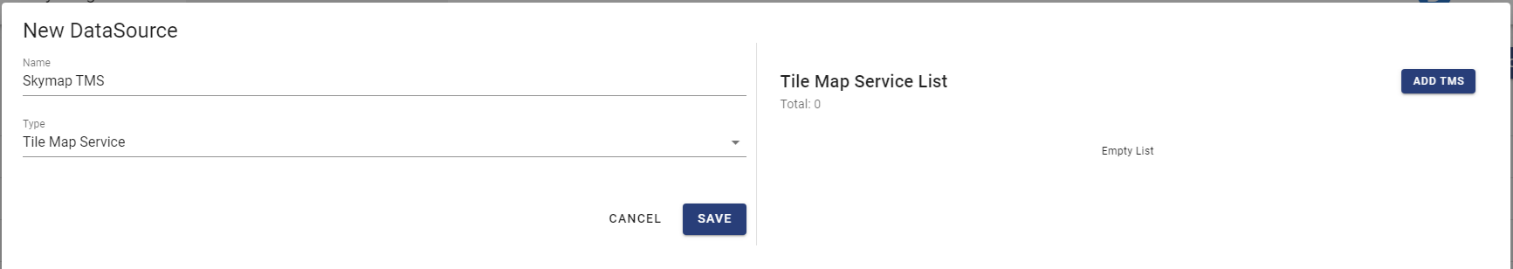 New DataSource
Name
Skymap TMS
Type
Tile Map Service
CANCEL
SAVE
Tile Map Service List
ADD TMS
Total: 0
Empty List